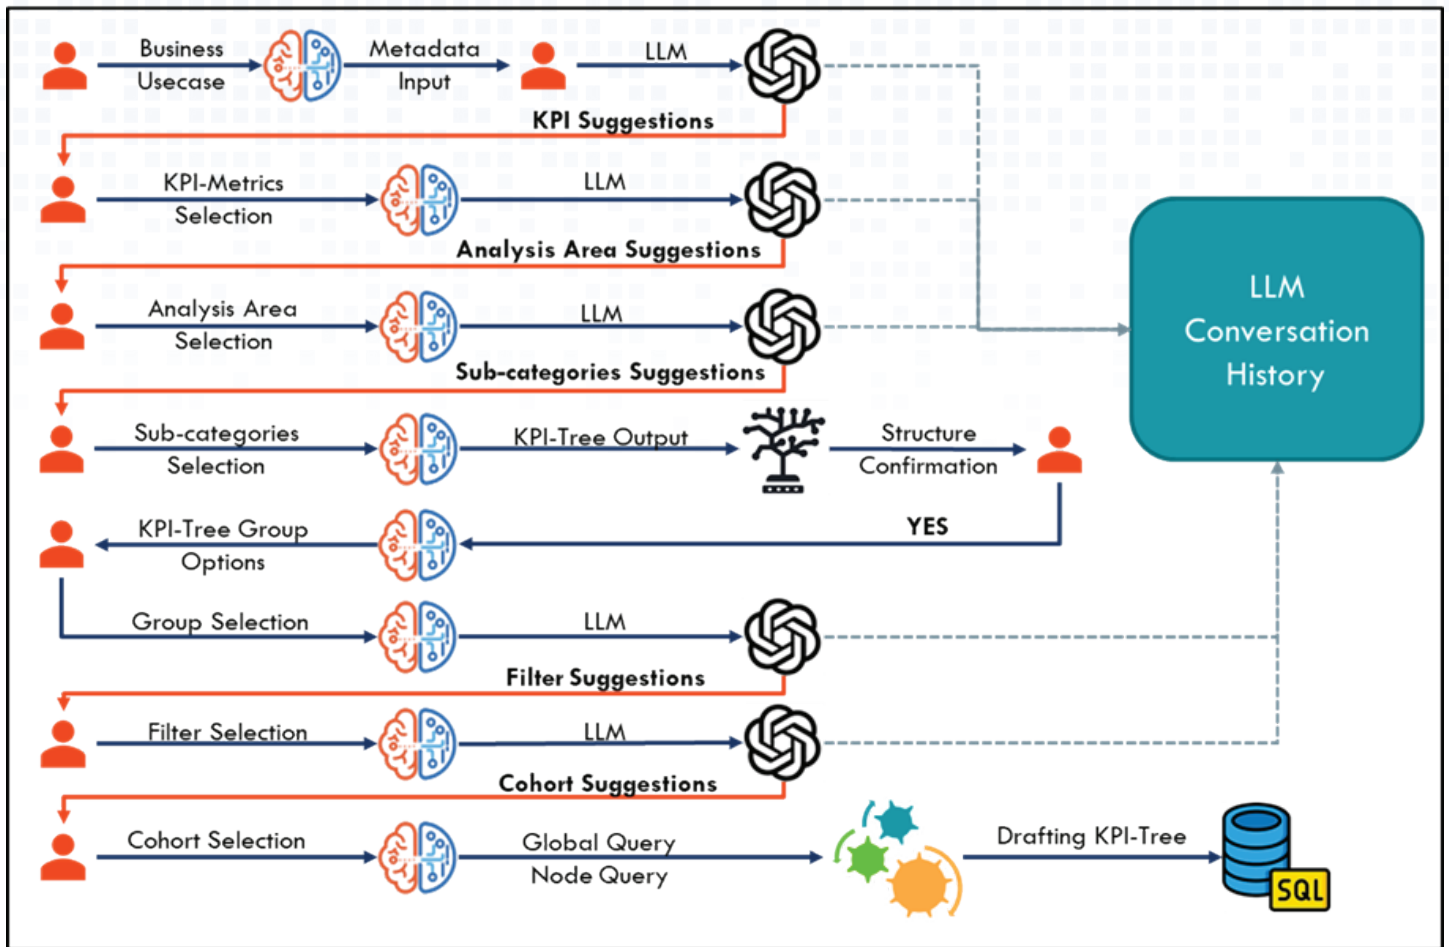 Business
Usecase
Metadata
Input
LLM
KPI Suggestions
KPI-Metrics
Selection
LLM
Analysis Area Suggestions
Analysis Area
Selection
LLM
Sub-categories Suggestions
Sub-categories
Selection
KPI-Tree Output
Structure
Confirmation
LLM
Conversation
History
YES
KPI-Tree Group
Options
Group Selection
LLM
Filter Suggestions
Filter Selection
LLM
Cohort Suggestions
Cohort Selection
Global Query
Node Query
Drafting KPI-Tree
SQL